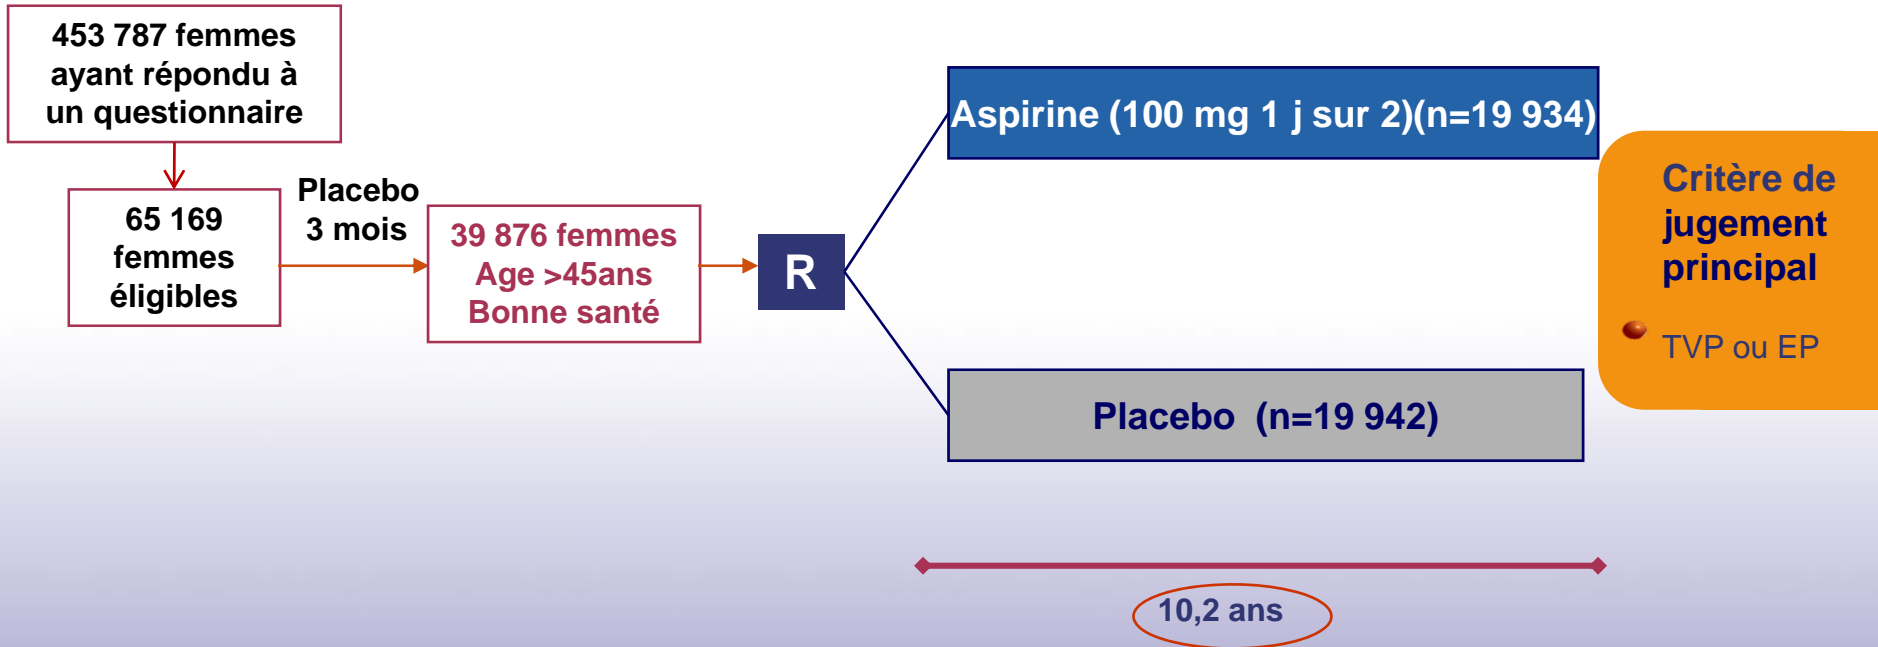 453 787 femmes
ayant répondu à
un questionnaire
65 169
femmes
éligibles
Placebo
3 mois
39 876 femmes
Age >45ans
Bonne santé
R
Aspirine (100 mg 1 j sur 2)(n=19 934)
Placebo (n=19 942)
Critère de
jugement
principal
TVP ou EP
10,2 ans